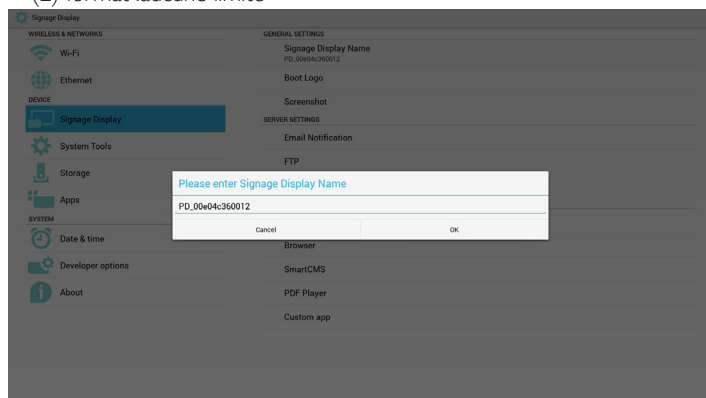 Signage Display
WIRELESS & NETWORKS
Wi-Fi
Ethernet
DEVICE
Signage Display
System Tools
Storage
Apps
SYSTEM
Date & time
Developer options
About
GENERAL SETTINGS
Signage Display Name
PD_00e04c360012
Boot Logo
Screenshot
SERVER SETTINGS
Email Notification
FTP
Please enter Signage Display Name
PD_00e04c360012
Cancel
OK
Browser
SmartCMS
PDF Player
Custom app